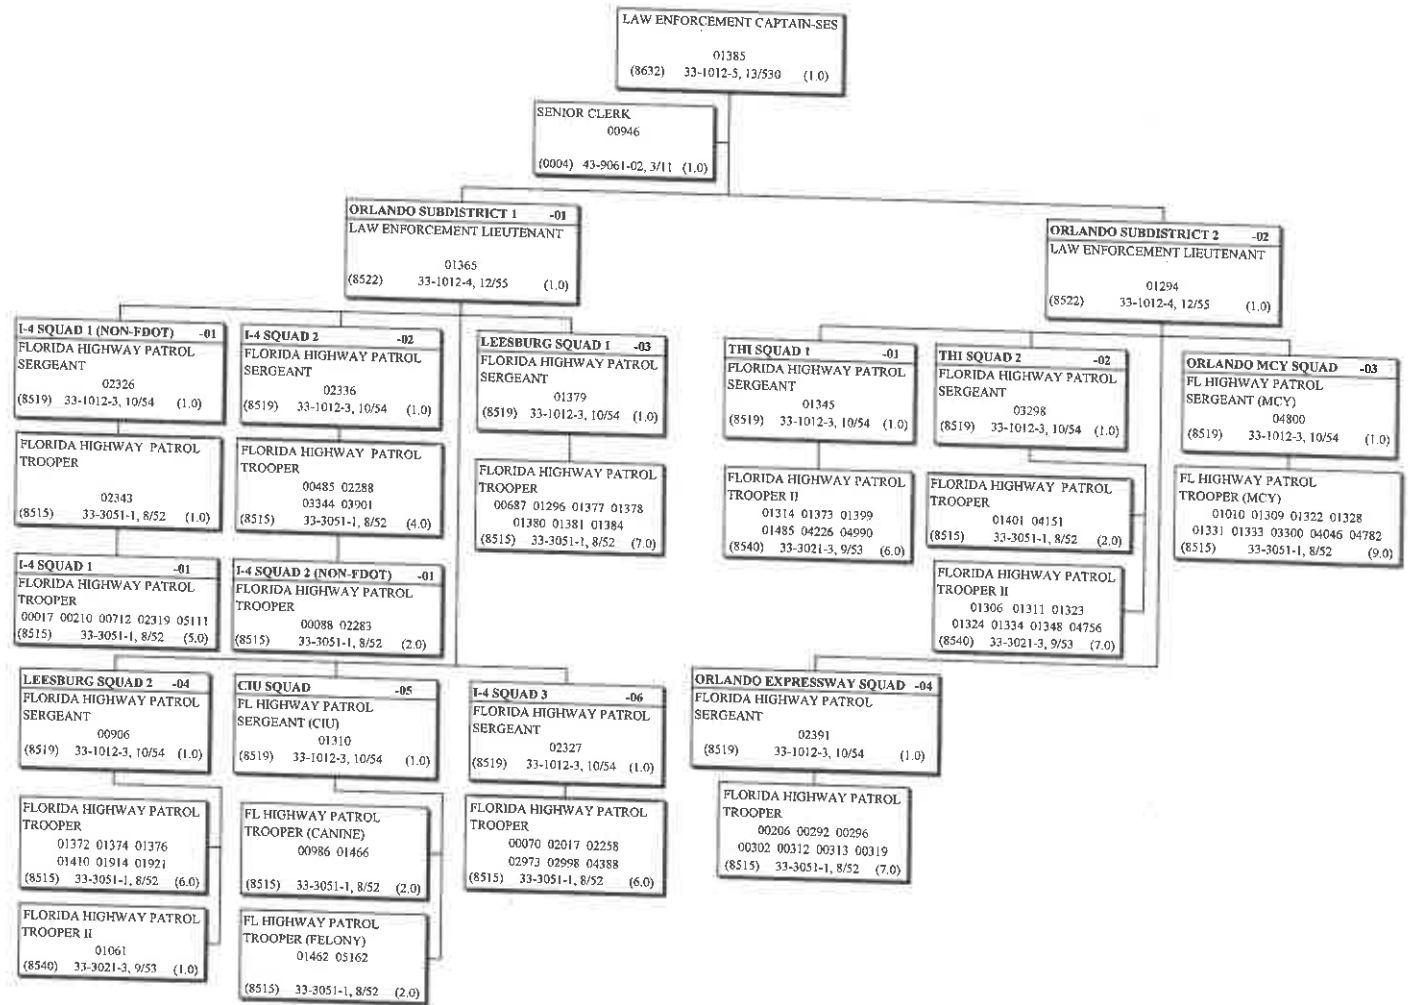 LAW ENFORCEMENT CAPTAIN-SES
01385
(8632) 33-1012-5, 13/530 (1.0)
SENIOR CLERK
00946
(0004) 43-9061-02, 3/11 (1.0)
ORLANDO SUBDISTRICT 1 -01
LAW ENFORCEMENT LIEUTENANT
01365
(8522) 33-1012-4, 12/55 (1.0)
ORLANDO SUBDISTRICT 2 -02
LAW ENFORCEMENT LIEUTENANT
01294
(8522) 33-1012-4, 12/55 (1.0)
I-4 SQUAD 1 (NON-FDOT) -01
FLORIDA HIGHWAY PATROL
SERGEANT
02326
(8519) 33-1012-3, 10/54 (1.0)
I-4 SQUAD 2 -02
FLORIDA HIGHWAY PATROL
SERGEANT
02336
(8519) 33-1012-3, 10/54 (1.0)
LEESBURG SQUAD 1 -03
FLORIDA HIGHWAY PATROL
SERGEANT
01379
(8519) 33-1012-3, 10/54 (1.0)
THI SQUAD 1 -01
FLORIDA HIGHWAY PATROL
SERGEANT
01345
(8519) 33-1012-3, 10/54 (1.0)
THI SQUAD 2 -02
FLORIDA HIGHWAY PATROL
SERGEANT
03298
(8519) 33-1012-3, 10/54 (1.0)
ORLANDO MCY SQUAD -03
FL HIGHWAY PATROL
SERGEANT (MCY)
04800
(8519) 33-1012-3, 10/54 (1.0)
FLORIDA HIGHWAY PATROL
TROOPER
02343
(8515) 33-3051-1, 8/52 (1.0)
FLORIDA HIGHWAY PATROL
TROOPER
00485 02288
03344 03901
(8515) 33-3051-1, 8/52 (4.0)
FLORIDA HIGHWAY PATROL
TROOPER
00687 01296 01377 01378
01380 01381 01384
(8515) 33-3051-1, 8/52 (7.0)
FLORIDA HIGHWAY PATROL
TROOPER II
01314 01373 01399
01485 04226 04990
(8540) 33-3021-3, 9/53 (6.0)
FLORIDA HIGHWAY PATROL
TROOPER
01401 04151
(8515) 33-3051-1, 8/52 (2.0)
FL HIGHWAY PATROL
TROOPER (MCY)
01010 01309 01322 01328
01331 01333 03300 04046 04782
(8515) 33-3051-1, 8/52 (9.0)
I-4 SQUAD 1 -01
FLORIDA HIGHWAY PATROL
TROOPER
00017 00210 00712 02319 05111
(8515) 33-3051-1, 8/52 (5.0)
I-4 SQUAD 2 (NON-FDOT) -01
FLORIDA HIGHWAY PATROL
TROOPER
00088 02283
(8515) 33-3051-1, 8/52 (2.0)
FLORIDA HIGHWAY PATROL
TROOPER II
01306 01311 01323
01324 01334 01348 04756
(8540) 33-3021-3, 9/53 (7.0)
LEESBURG SQUAD 2 -04
FLORIDA HIGHWAY PATROL
SERGEANT
00906
(8519) 33-1012-3, 10/54 (1.0)
CIU SQUAD -05
FL HIGHWAY PATROL
SERGEANT (CIU)
01310
(8519) 33-1012-3, 10/54 (1.0)
I-4 SQUAD 3 -06
FLORIDA HIGHWAY PATROL
SERGEANT
02327
(8519) 33-1012-3, 10/54 (1.0)
ORLANDO EXPRESSWAY SQUAD -04
FLORIDA HIGHWAY PATROL
SERGEANT
02391
(8519) 33-1012-3, 10/54 (1.0)
FLORIDA HIGHWAY PATROL
TROOPER
01372 01374 01376
01410 01914 01921
(8515) 33-3051-1, 8/52 (6.0)
FL HIGHWAY PATROL
TROOPER (CANINE)
00986 01466
(8515) 33-3051-1, 8/52 (2.0)
FLORIDA HIGHWAY PATROL
TROOPER
00070 02017 02258
02973 02998 04388
(8515) 33-3051-1, 8/52 (6.0)
FLORIDA HIGHWAY PATROL
TROOPER
00206 00292 00296
00302 00312 00313 00319
(8515) 33-3051-1, 8/52 (7.0)
FLORIDA HIGHWAY PATROL
TROOPER II
01061
(8540) 33-3021-3, 9/53 (1.0)
FL HIGHWAY PATROL
TROOPER (FELONY)
01462 05162
(8515) 33-3051-1, 8/52 (2.0)